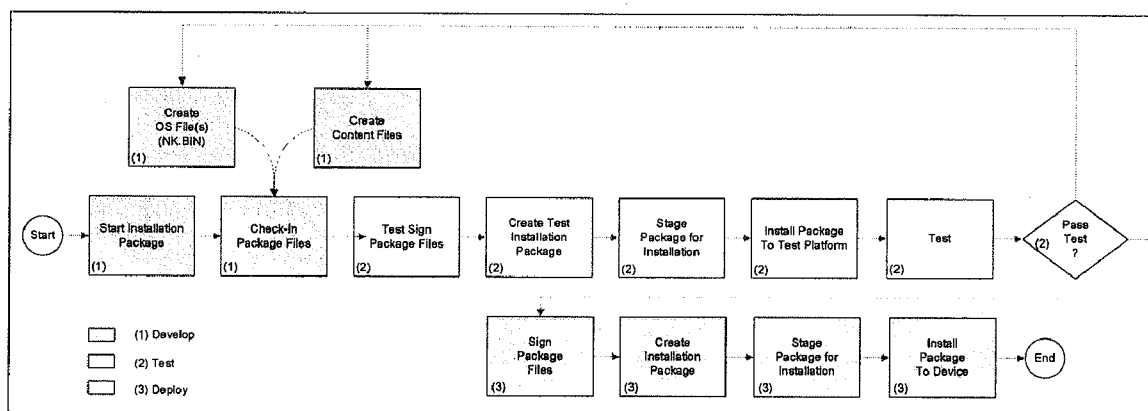 Create
OS File(s)
(NK.BIN)
(1)
Create
Content Files
(1)
Start
Start Installation
Package
(1)
Check-In
Package Files
(1)
Test Sign
Package Files
(2)
Create Test
Installation
Package
(2)
Stage
Package for
Installation
(2)
Install Package
To Test Platform
(2)
Test
(2)
Pass
Test
?
(2)
Sign
Package
Files
(3)
Create
Installation
Package
(3)
Stage
Package for
Installation
(3)
Install
Package
To Device
(3)
End
(1) Develop
(2) Test
(3) Deploy